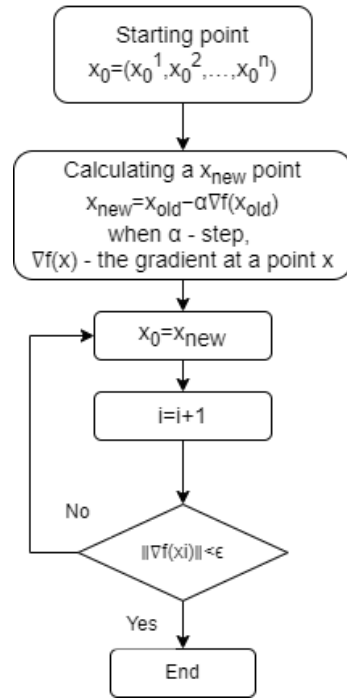 Starting point
x₀=(x₀¹,x₀²,...,x₀ⁿ)
Calculating a xnew point
xnew=xold−α∇f(xold)
when α - step,
∇f(x) - the gradient at a point x
x₀=xnew
i=i+1
No
‖∇f(xi)‖<ε
Yes
End